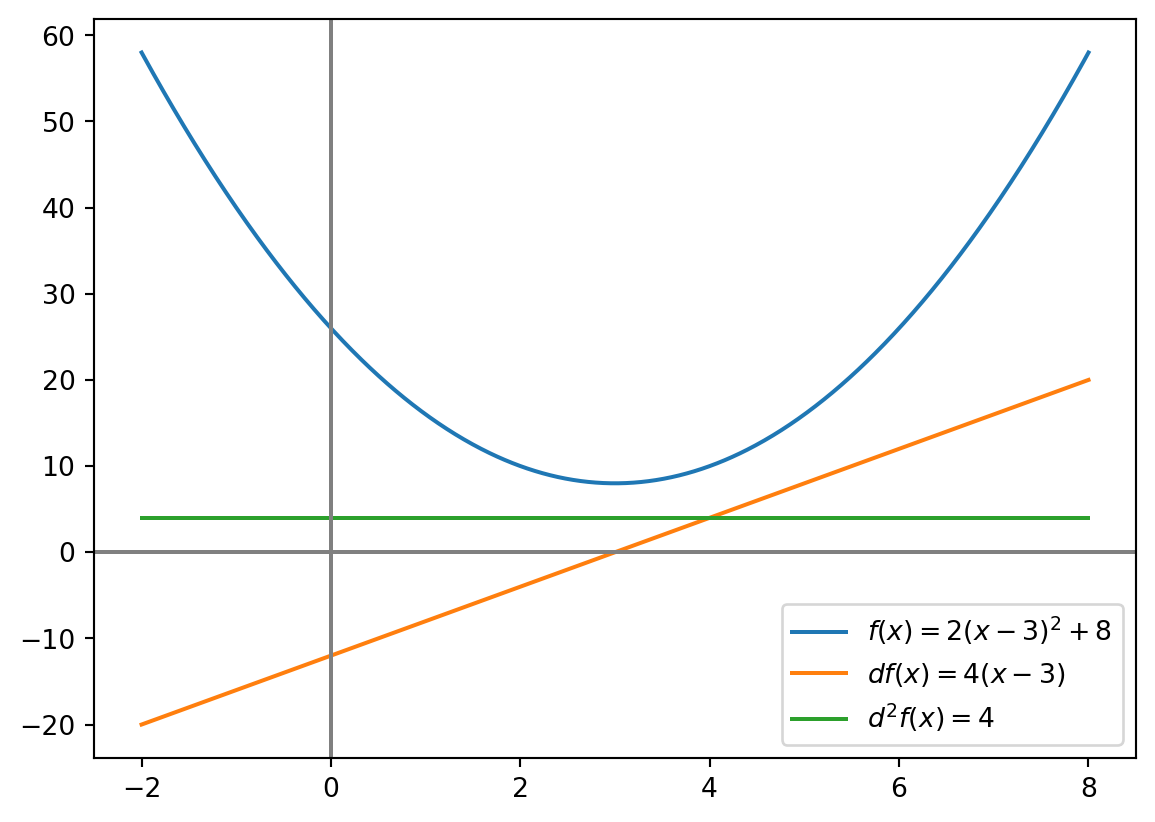 60
50
40
30
20
10
0
−10
−20
f(x) = 2(x − 3)² + 8
df(x) = 4(x − 3)
d²f(x) = 4
−2 0 2 4 6 8